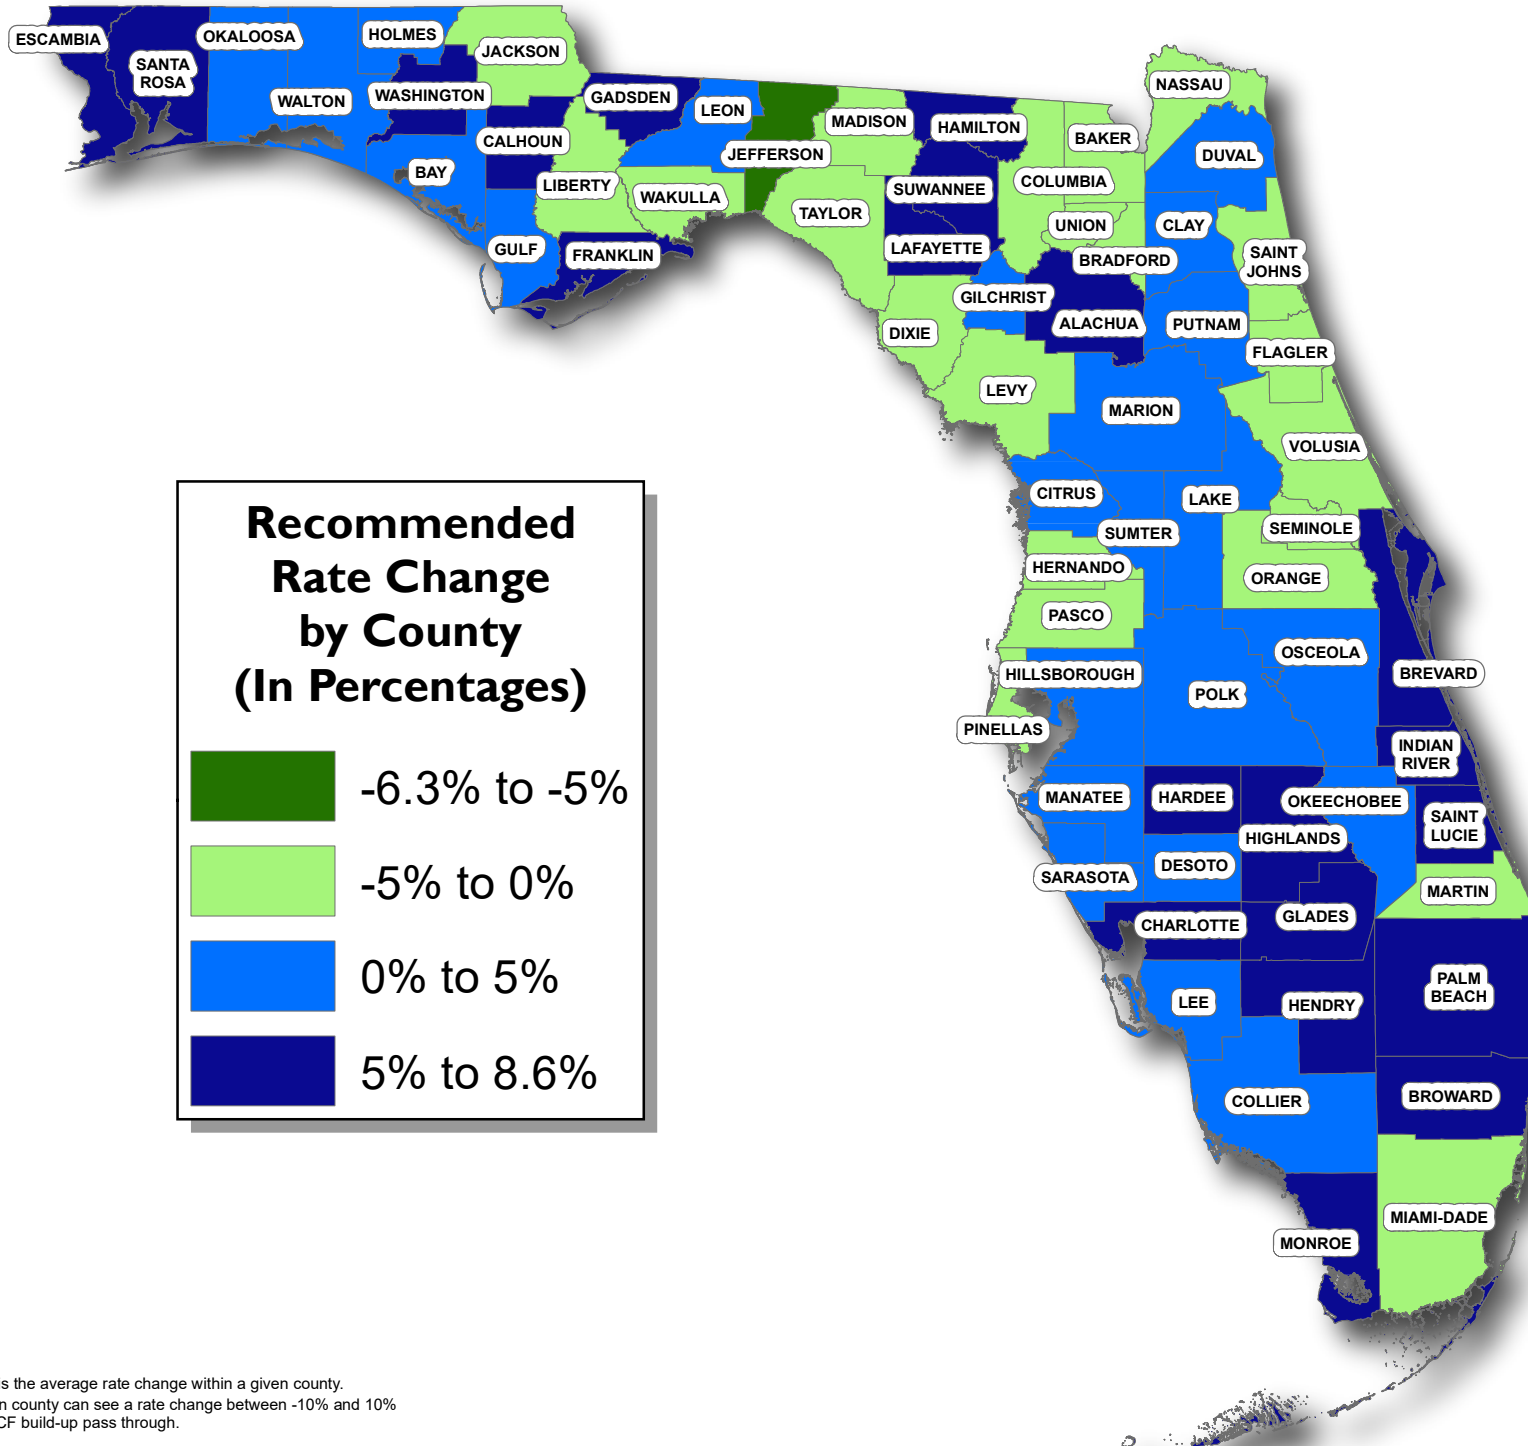 ESCAMBIA
SANTA
ROSA
OKALOOSA
WALTON
HOLMES
WASHINGTON
JACKSON
BAY
CALHOUN
GULF
LIBERTY
GADSDEN
FRANKLIN
LEON
WAKULLA
JEFFERSON
MADISON
TAYLOR
HAMILTON
SUWANNEE
LAFAYETTE
DIXIE
GILCHRIST
COLUMBIA
BAKER
UNION
BRADFORD
ALACHUA
LEVY
NASSAU
DUVAL
CLAY
SAINT
JOHNS
PUTNAM
FLAGLER
MARION
VOLUSIA
CITRUS
SUMTER
LAKE
SEMINOLE
HERNANDO
ORANGE
PASCO
OSCEOLA
HILLSBOROUGH
POLK
BREVARD
PINELLAS
INDIAN
RIVER
MANATEE
HARDEE
OKEECHOBEE
HIGHLANDS
SAINT
LUCIE
SARASOTA
DESOTO
MARTIN
CHARLOTTE
GLADES
LEE
HENDRY
PALM
BEACH
COLLIER
BROWARD
MIAMI-DADE
MONROE
Recommended
Rate Change
by County
(In Percentages)
-6.3% to -5%
-5% to 0%
0% to 5%
5% to 8.6%
is the average rate change within a given county.
n county can see a rate change between -10% and 10%
CF build-up pass through.